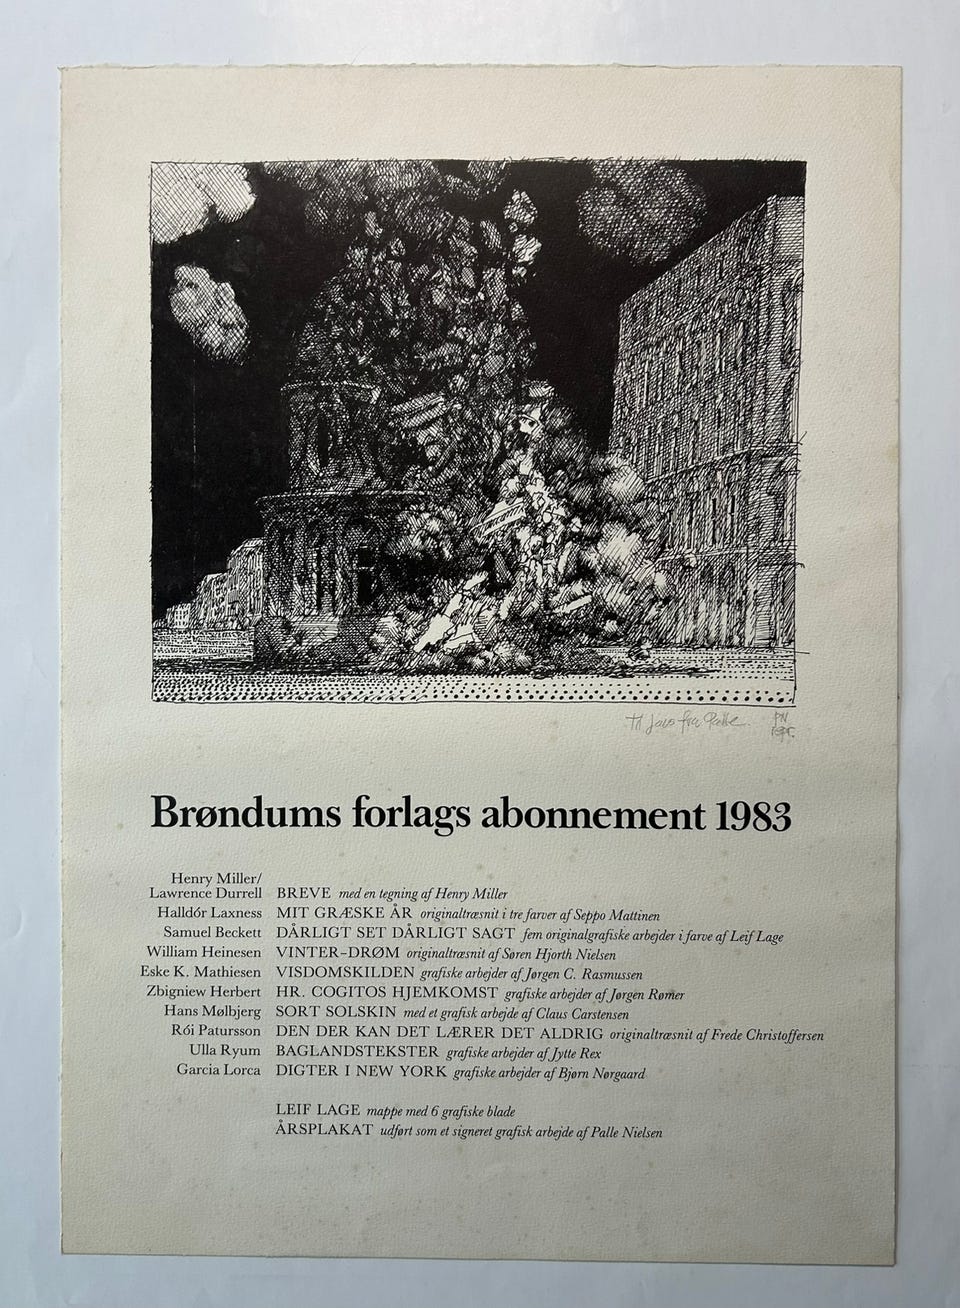 Til Jens fra Palle. PN
Brøndums forlags abonnement 1983
Henry Miller/
Lawrence Durrell BREVE med en tegning af Henry Miller
Halldór Laxness MIT GRÆSKE ÅR originaltræsnit i tre farver af Seppo Mattinen
Samuel Beckett DÅRLIGT SET DÅRLIGT SAGT fem originalgrafiske arbejder i farve af Leif Lage
William Heinesen VINTER-DRØM originaltræsnit af Søren Hjorth Nielsen
Eske K. Mathiesen VISDOMSKILDEN grafiske arbejder af Jørgen C. Rasmussen
Zbigniew Herbert HR. COGITOS HJEMKOMST grafiske arbejder af Jørgen Rømer
Hans Mølbjerg SORT SOLSKIN med et grafisk arbejde af Claus Carstensen
Rói Patursson DEN DER KAN DET LÆRER DET ALDRIG originaltræsnit af Frede Christoffersen
Ulla Ryum BAGLANDSTEKSTER grafiske arbejder af Jytte Rex
Garcia Lorca DIGTER I NEW YORK grafiske arbejder af Bjørn Nørgaard
LEIF LAGE mappe med 6 grafiske blade
ÅRSPLAKAT udført som et signeret grafisk arbejde af Palle Nielsen